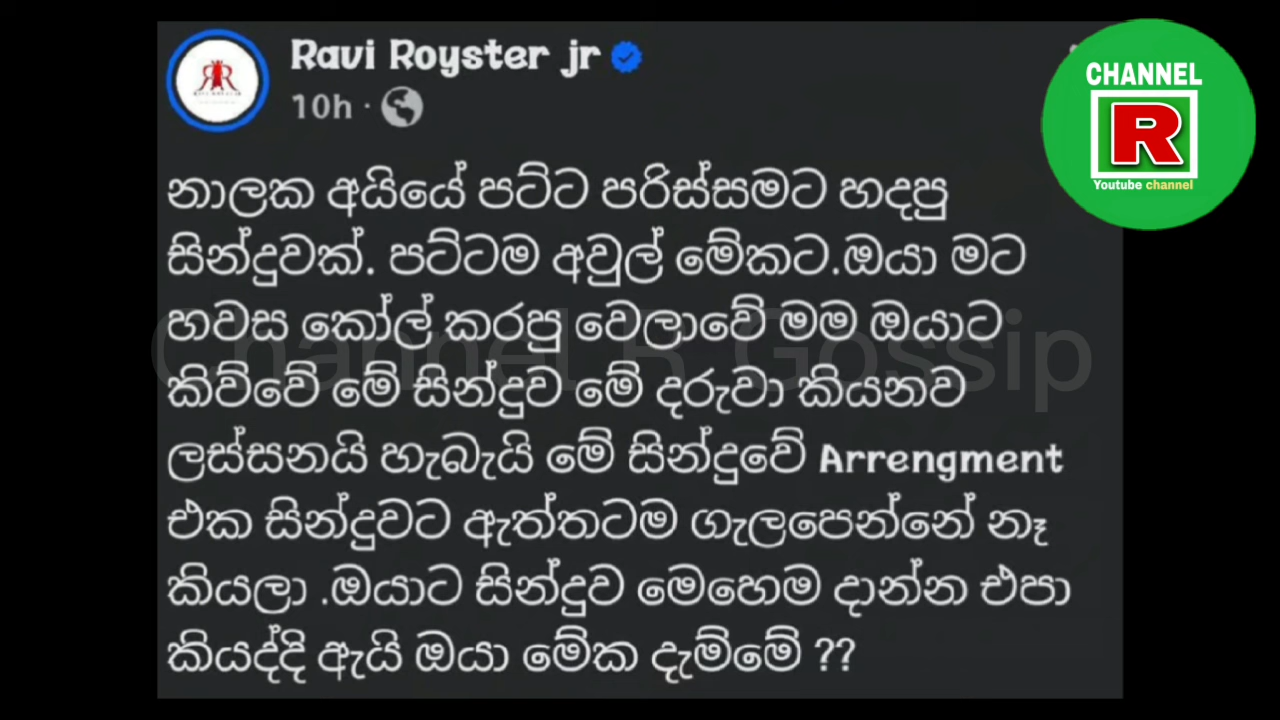 Ravi Royster jr
10h ·
CHANNEL
R
Youtube channel
නාලක අයියේ පට්ට පරිස්සමට හදපු
සින්දුවක්. පට්ටම අවුල් මේකට.ඔයා මට
හවස කෝල් කරපු වෙලාවේ මම ඔයාට
Channel R Gossip
කිව්වේ මේ සින්දුව මේ දරුවා කියනව
ලස්සනයි හැබැයි මේ සින්දුවේ Arrengment
එක සින්දුවට ඇත්තටම ගැලපෙන්නේ නෑ
කියලා .ඔයාට සින්දුව මෙහෙම දාන්න එපා
කියද්දි ඇයි ඔයා මේක දැම්මේ ??